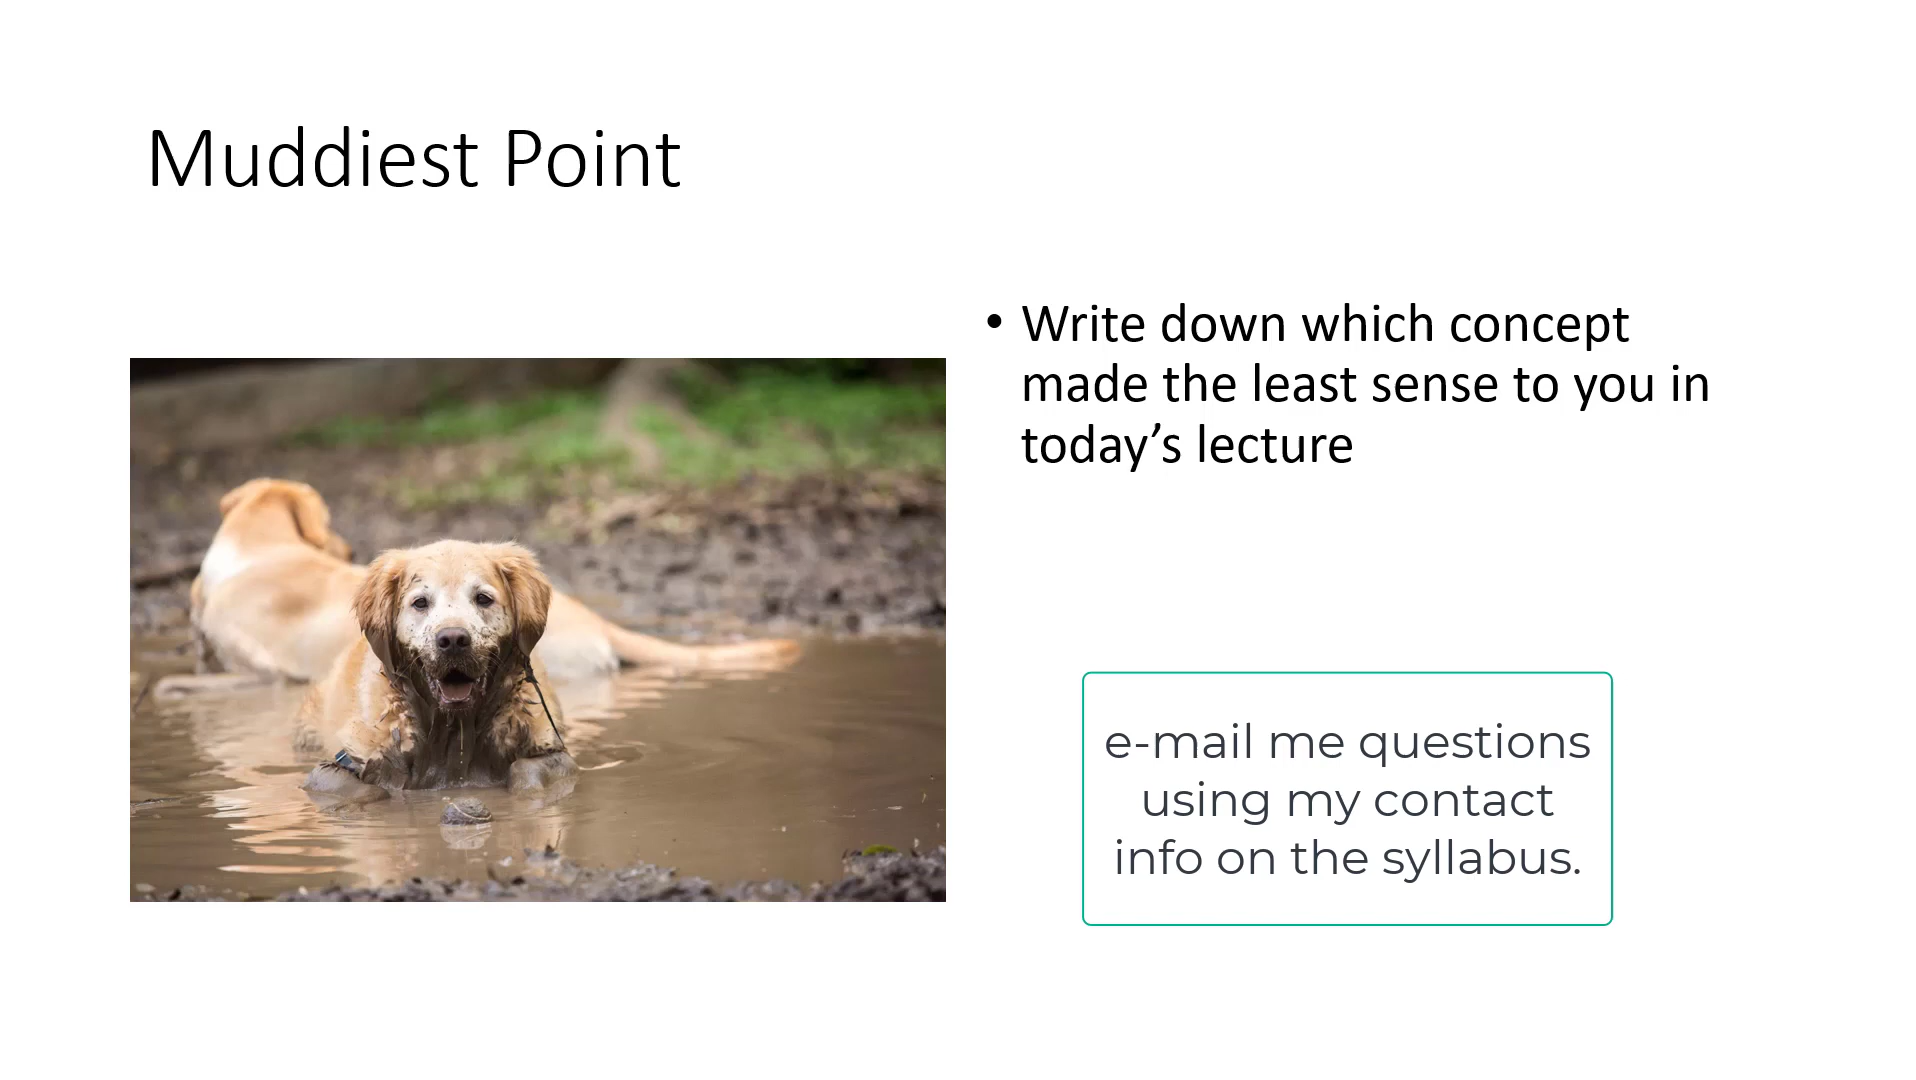 Muddiest Point
• Write down which concept
made the least sense to you in
today’s lecture
e-mail me questions
using my contact
info on the syllabus.